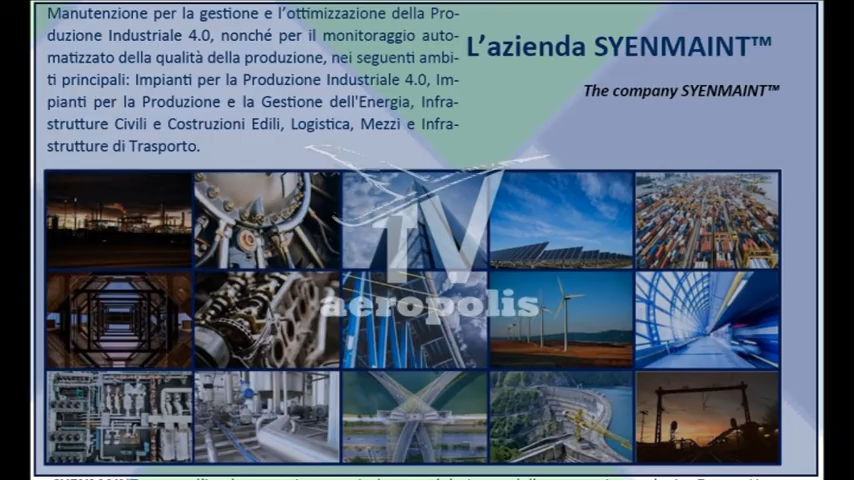 Manutenzione per la gestione e l'ottimizzazione della Pro-
duzione Industriale 4.0, nonché per il monitoraggio auto-
matizzato della qualità della produzione, nei seguenti ambi-
ti principali: Impianti per la Produzione Industriale 4.0, Im-
pianti per la Produzione e la Gestione dell'Energia, Infra-
strutture Civili e Costruzioni Edili, Logistica, Mezzi e Infra-
strutture di Trasporto.
L'azienda SYENMAINT™
The company SYENMAINT™
TV
aeropolis